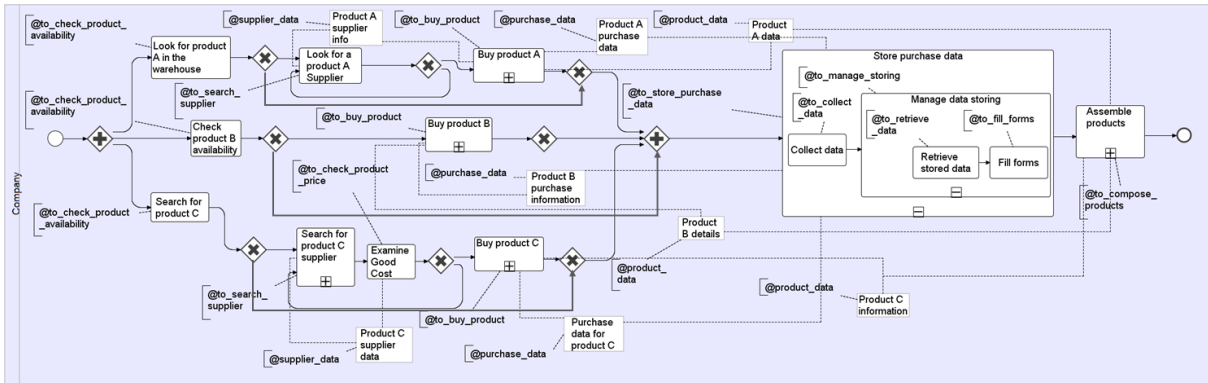 @to_check_product_
availability
@supplier_data
Product A
supplier
info
@to_buy_product
@purchase_data
Product A
purchase
data
@product_data
Product
A data
Look for product
A in the
warehouse
Look for a
product A
Supplier
Buy product A
Store purchase data
@to_manage_storing
@to_search_
supplier
@to_check_product_
availability
@to_store_purchase
_data
@to_collect
_data
Manage data storing
@to_retrieve
_data
@to_fill_forms
Assemble
products
@to_buy_product
Buy product B
Check
product B
availability
Collect data
Retrieve
stored data
Fill forms
@to_check_product
_price
@purchase_data
Product B
purchase
information
@to_compose_
products
Company
Search for
product C
@to_check_product
_availability
Product
B details
Search for
product C
supplier
Examine
Good
Cost
Buy product C
@product_
data
@to_search_
supplier
@product_data
Product C
information
@to_buy_product
Product C
supplier
data
Purchase
data for
product C
@supplier_data
@purchase_data